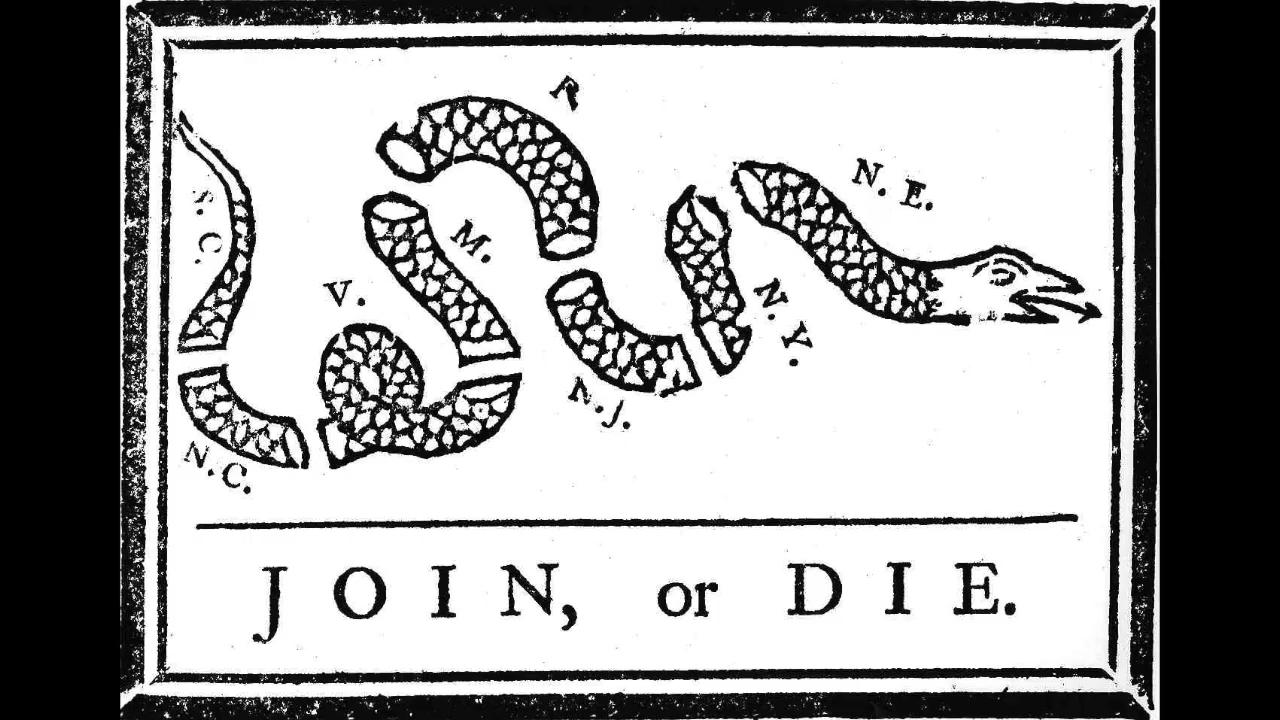 R
N. E.
S. C.
M.
V.
N. Y.
N. J.
N. C.
JOIN, or DIE.